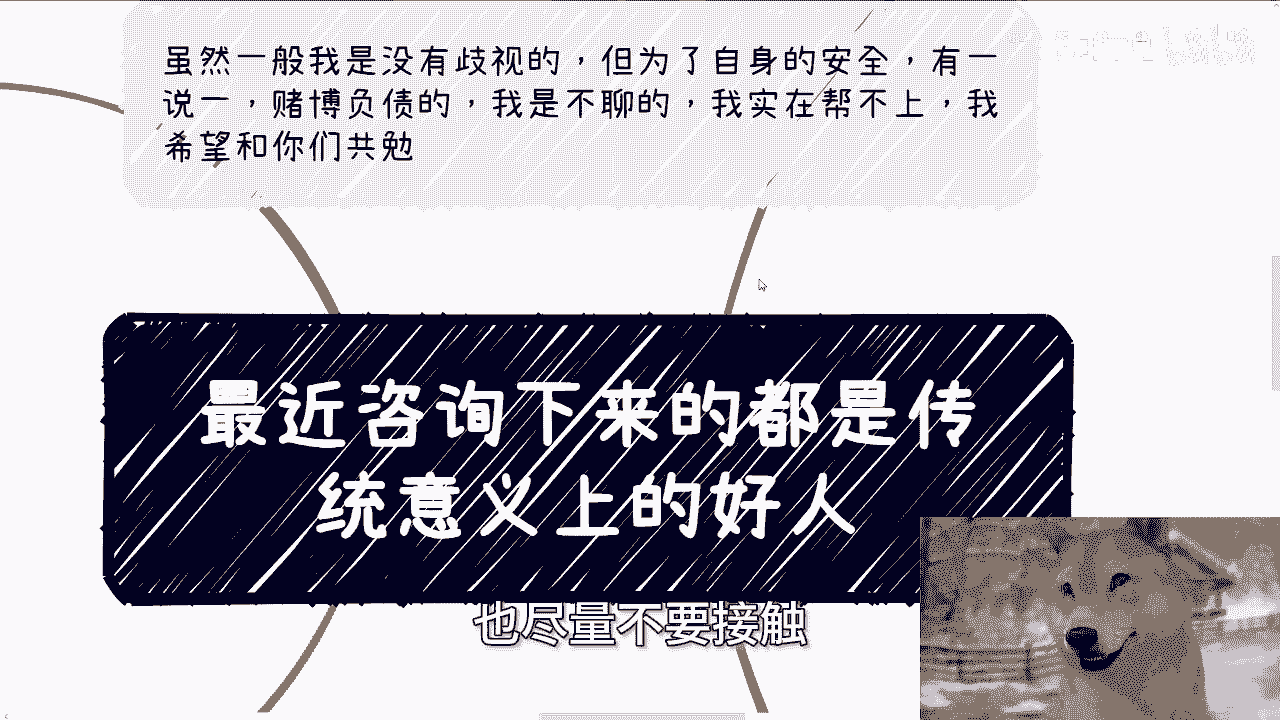 虽然一般我是没有歧视的，但为了自身的安全，有一
说一，赌博负债的，我是不聊的，我实在帮不上，我
希望和你们共勉
最近咨询下来的都是传
统意义上的好人
也尽量不要接触